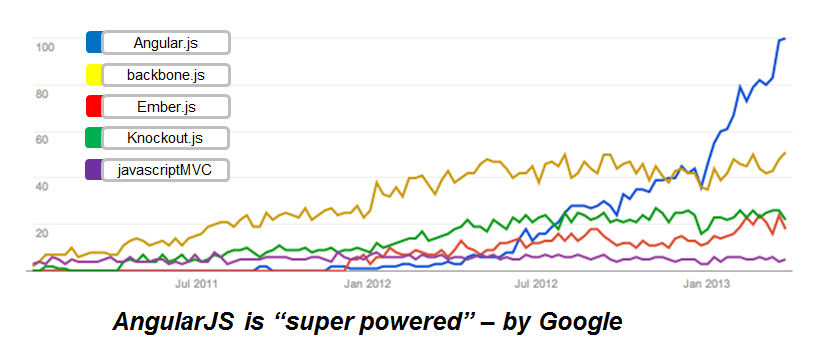 100
80
60
40
20
Angular.js
backbone.js
Ember.js
Knockout.js
javascriptMVC
Jul 2011 Jan 2012 Jul 2012 Jan 2013
AngularJS is “super powered” – by Google